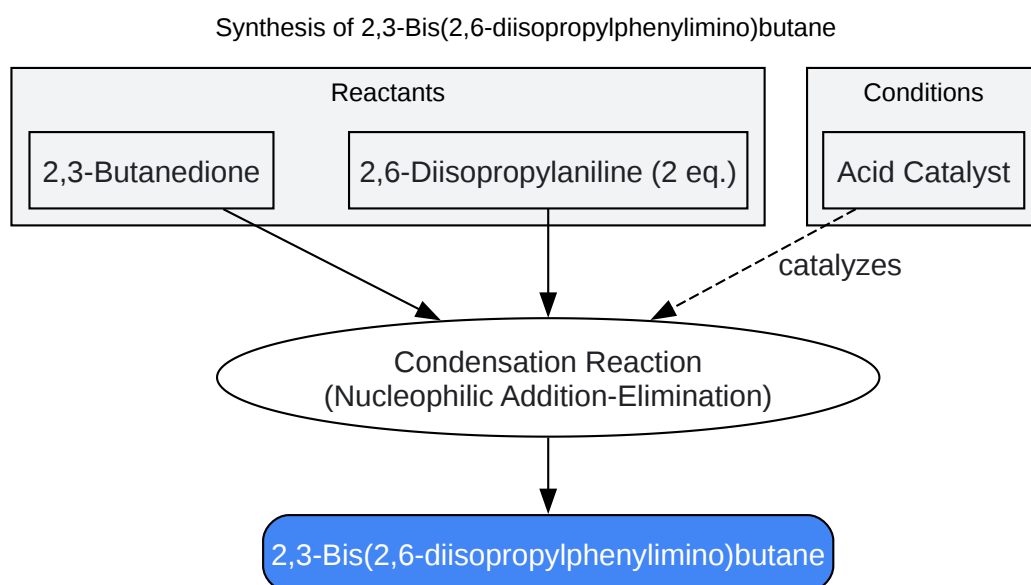 Synthesis of 2,3-Bis(2,6-diisopropylphenylimino)butane
Reactants
Conditions
2,3-Butanedione
2,6-Diisopropylaniline (2 eq.)
Acid Catalyst
catalyzes
Condensation Reaction
(Nucleophilic Addition-Elimination)
2,3-Bis(2,6-diisopropylphenylimino)butane